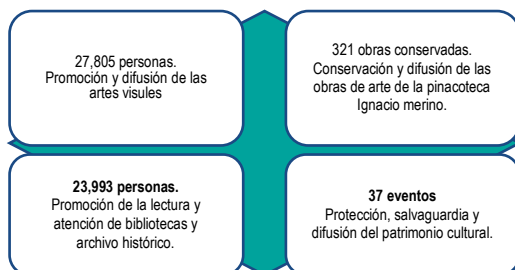 27,805 personas.
Promoción y difusión de las
artes visules
321 obras conservadas.
Conservación y difusión de las
obras de arte de la pinacoteca
Ignacio merino.
23,993 personas.
Promoción de la lectura y
atención de bibliotecas y
archivo histórico.
37 eventos
Protección, salvaguardia y
difusión del patrimonio cultural.